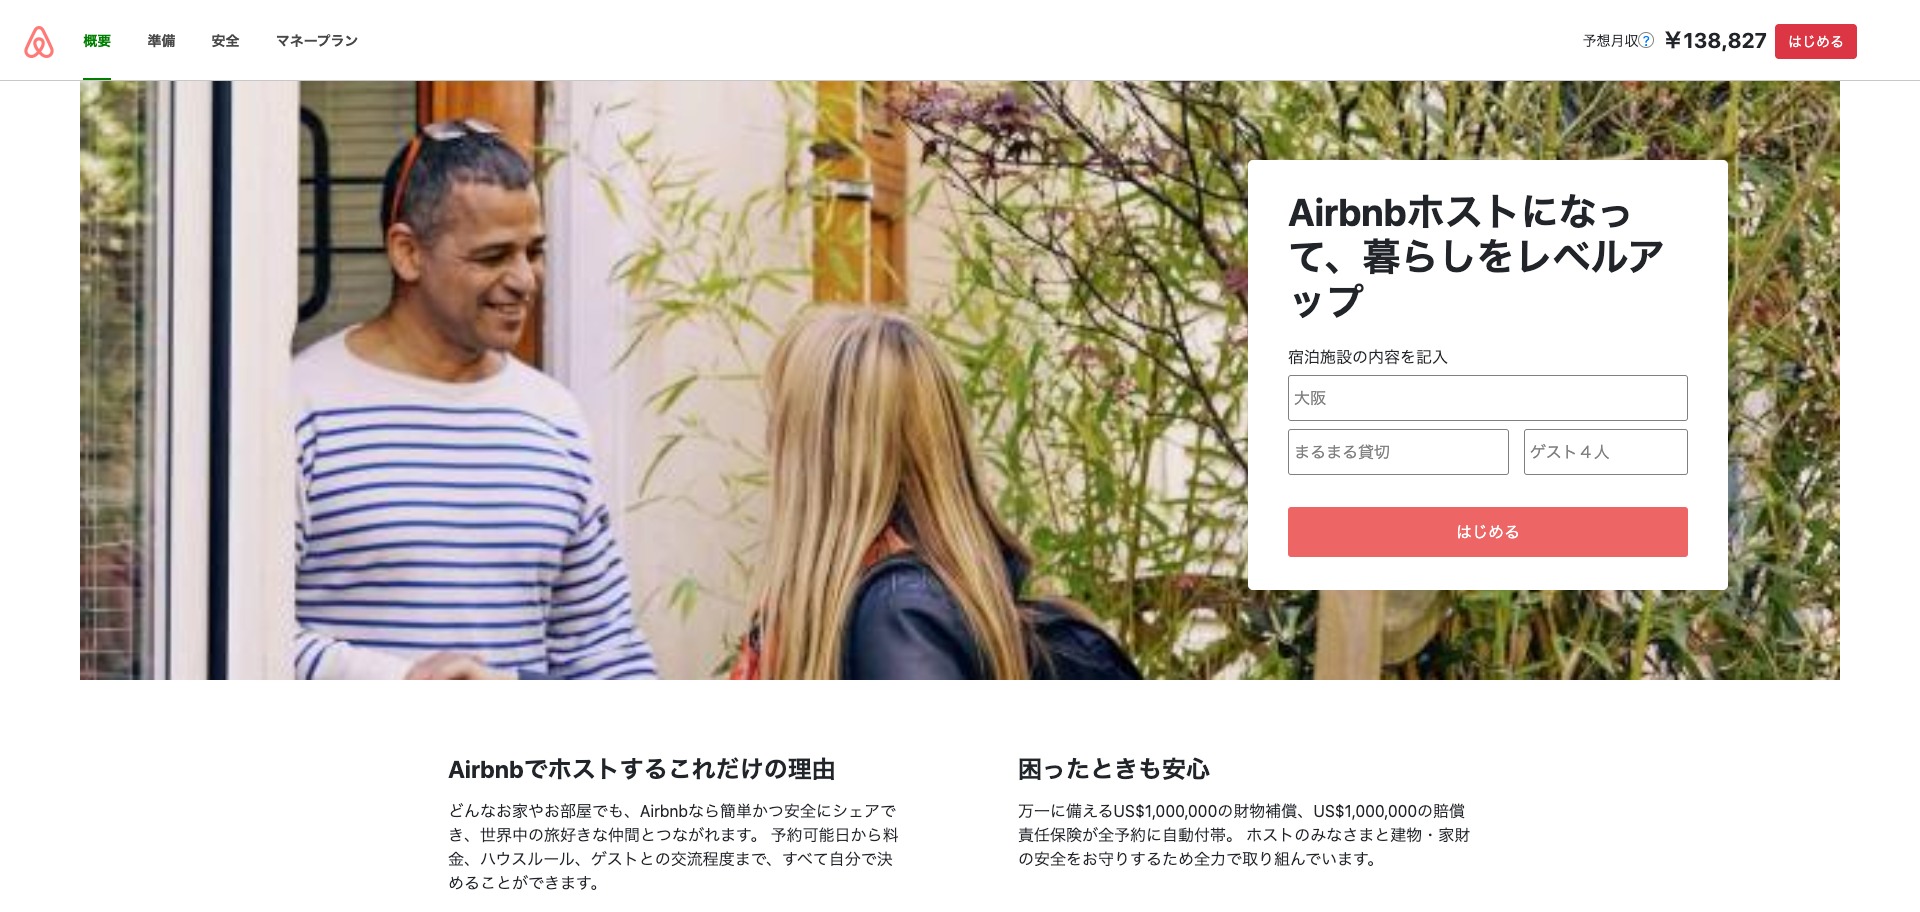 概要 準備 安全 マネープラン 予想月収? ¥138,827 はじめる
Airbnbホストになっ
て、暮らしをレベルア
ップ
宿泊施設の内容を記入
大阪
まるまる貸切 ゲスト４人
はじめる
Airbnbでホストするこれだけの理由
どんなお家やお部屋でも、Airbnbなら簡単かつ安全にシェアで
き、世界中の旅好きな仲間とつながれます。 予約可能日から料
金、ハウスルール、ゲストとの交流程度まで、すべて自分で決
めることができます。
困ったときも安心
万一に備えるUS$1,000,000の財物補償、US$1,000,000の賠償
責任保険が全予約に自動付帯。 ホストのみなさまと建物・家財
の安全をお守りするため全力で取り組んでいます。